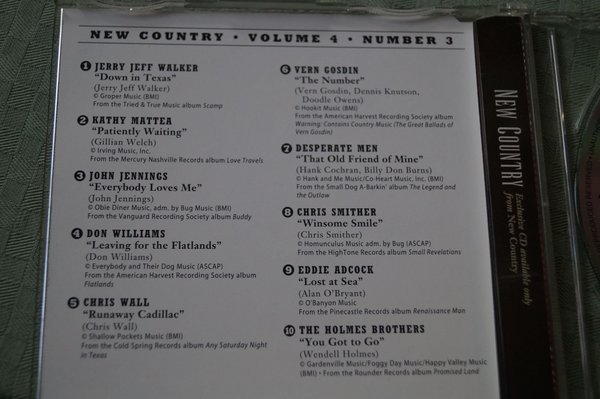 NEW COUNTRY • VOLUME 4 • NUMBER 3
1 JERRY JEFF WALKER
"Down in Texas"
(Jerry Jeff Walker)
© Groper Music (BMI)
From the Tried & True Music album Scamp
2 KATHY MATTEA
"Patiently Waiting"
(Gillian Welch)
© Irving Music, Inc.
From the Mercury Nashville Records album Love Travels
3 JOHN JENNINGS
"Everybody Loves Me"
(John Jennings)
© Obie Diner Music, adm. by Bug Music (BMI)
From the Vanguard Recording Society album Buddy
4 DON WILLIAMS
"Leaving for the Flatlands"
(Don Williams)
© Everybody and Their Dog Music (ASCAP)
From the American Harvest Recording Society album
Flatlands
5 CHRIS WALL
"Runaway Cadillac"
(Chris Wall)
© Shallow Pockets Music (BMI)
From the Cold Spring Records album Any Saturday Night
in Texas
6 VERN GOSDIN
"The Number"
(Vern Gosdin, Dennis Knutson,
Doodle Owens)
© Hookit Music (BMI)
From the American Harvest Recording Society album
Warning: Contains Country Music (The Great Ballads of
Vern Gosdin)
7 DESPERATE MEN
"That Old Friend of Mine"
(Hank Cochran, Billy Don Burns)
© Hank and Me Music/Co-Heart Music, Inc. (BMI)
From the Small Dog A-Barkin' album The Legend and the
Outlaw
8 CHRIS SMITHER
"Winsome Smile"
(Chris Smither)
© Homunculus Music adm. by Bug (ASCAP)
From the HighTone Records album Small Revelations
9 EDDIE ADCOCK
"Lost at Sea"
(Alan O'Bryant)
© O'Banyon Music
From the Pinecastle Records album Renaissance Man
10 THE HOLMES BROTHERS
"You Got to Go"
(Wendell Holmes)
© Gardenville Music/Foggy Day Music/Happy Valley Music
(BMI) • From the Rounder Records album Promised Land
NEW COUNTRY
Exclusive CD available only
from New Country